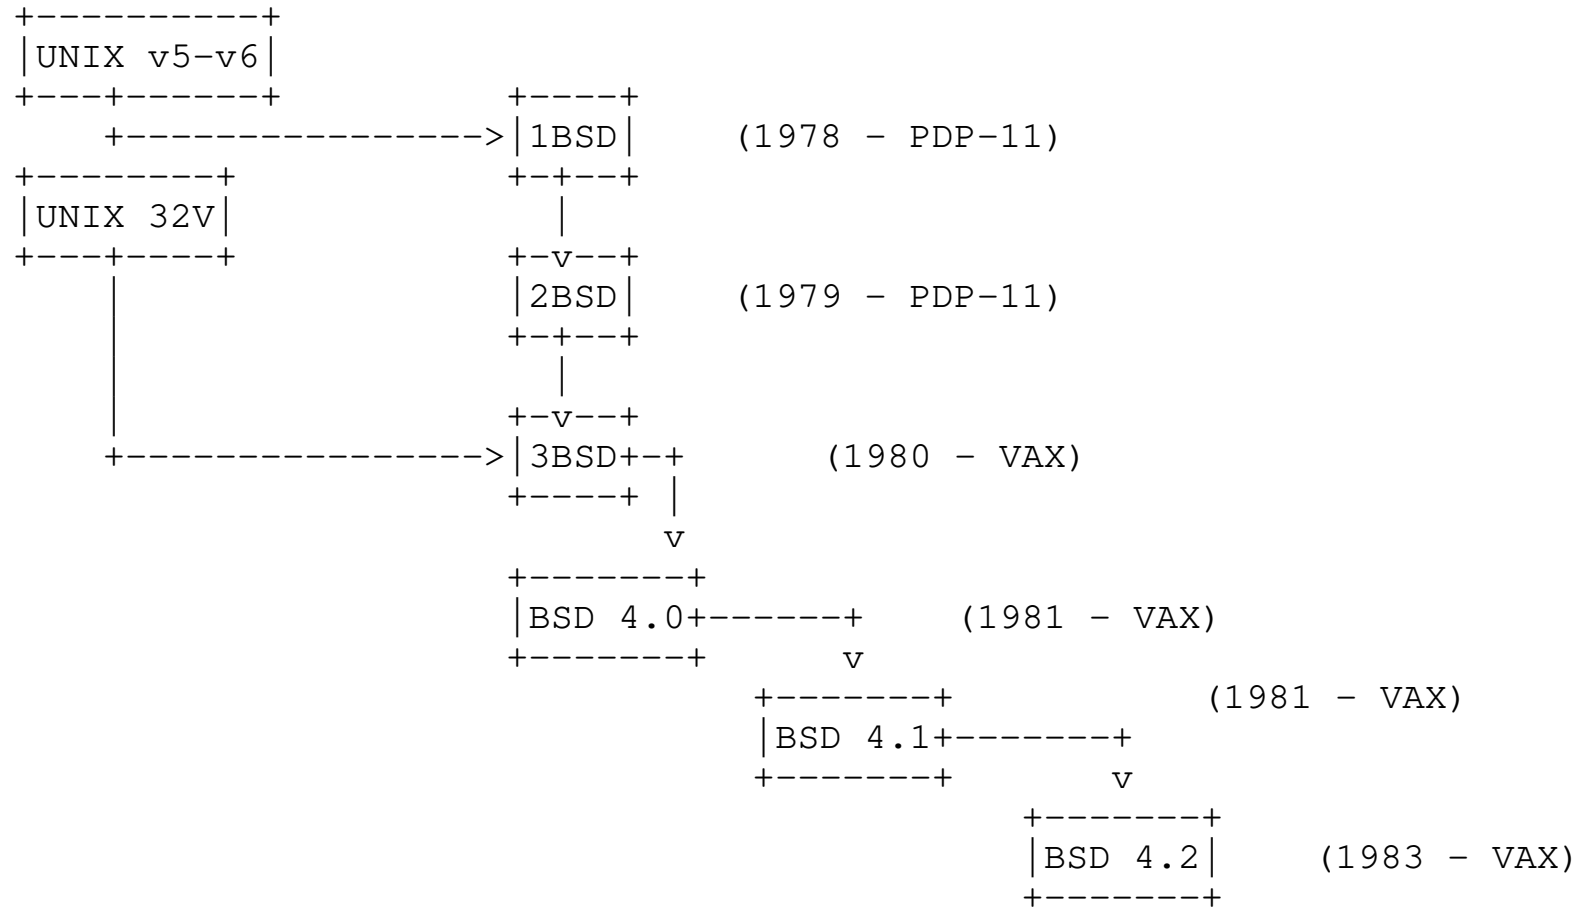 UNIX v5-v6
1BSD (1978 - PDP-11)
UNIX 32V
2BSD (1979 - PDP-11)
3BSD (1980 - VAX)
BSD 4.0 (1981 - VAX)
(1981 - VAX)
BSD 4.1
BSD 4.2 (1983 - VAX)